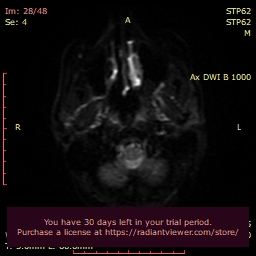 Im: 28/48
Se: 4
STP62
STP62
M
A
Ax DWI B 1000
R
L
You have 30 days left in your trial period.
Purchase a license at https://radiantviewer.com/store/